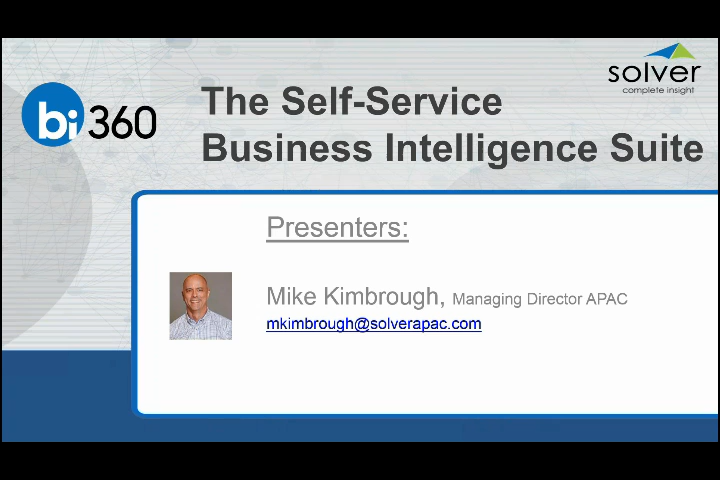 solver
complete insight
bi360
The Self-Service
Business Intelligence Suite
Presenters:
Mike Kimbrough, Managing Director APAC
mkimbrough@solverapac.com